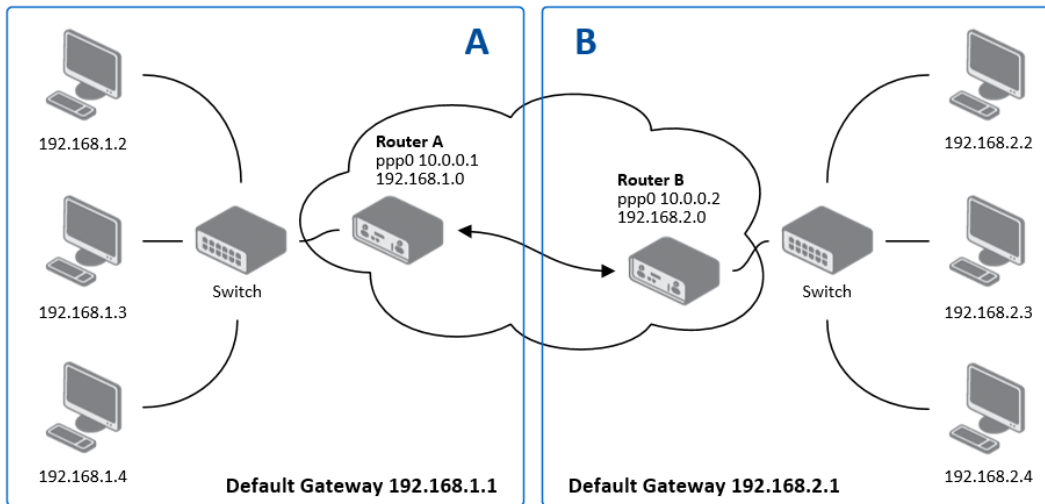 A
B
192.168.1.2
192.168.2.2
Router A
ppp0 10.0.0.1
192.168.1.0
Router B
ppp0 10.0.0.2
192.168.2.0
Switch
Switch
192.168.1.3
192.168.2.3
192.168.1.4
Default Gateway 192.168.1.1
Default Gateway 192.168.2.1
192.168.2.4